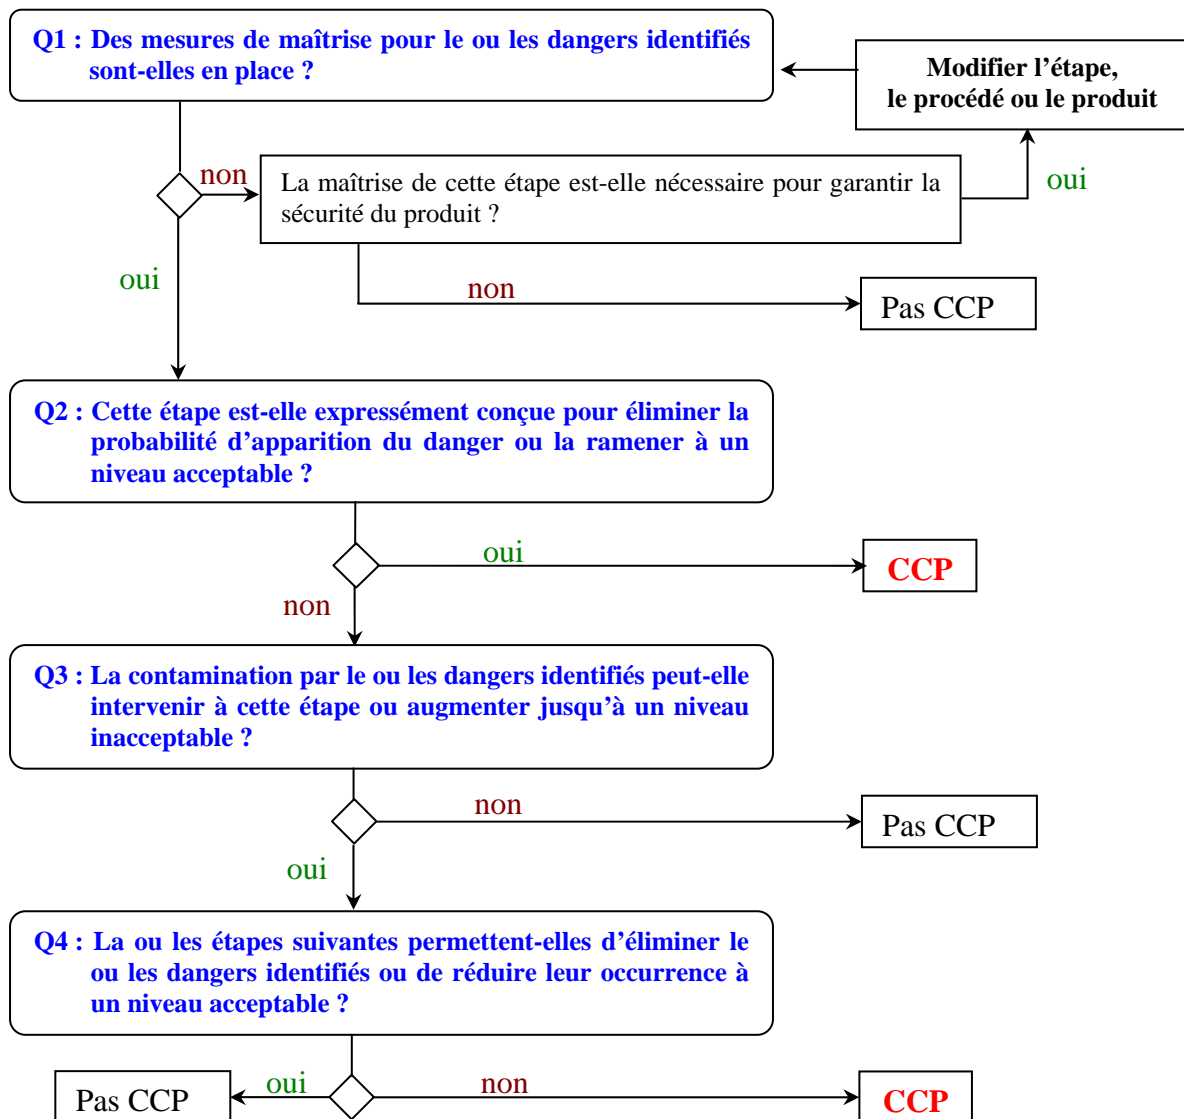 Q1 : Des mesures de maîtrise pour le ou les dangers identifiés
sont-elles en place ?
Modifier l’étape,
le procédé ou le produit
non
La maîtrise de cette étape est-elle nécessaire pour garantir la
sécurité du produit ?
oui
oui
non
Pas CCP
Q2 : Cette étape est-elle expressément conçue pour éliminer la
probabilité d’apparition du danger ou la ramener à un
niveau acceptable ?
oui
CCP
non
Q3 : La contamination par le ou les dangers identifiés peut-elle
intervenir à cette étape ou augmenter jusqu’à un niveau
inacceptable ?
non
Pas CCP
oui
Q4 : La ou les étapes suivantes permettent-elles d’éliminer le
ou les dangers identifiés ou de réduire leur occurrence à
un niveau acceptable ?
Pas CCP
oui
non
CCP